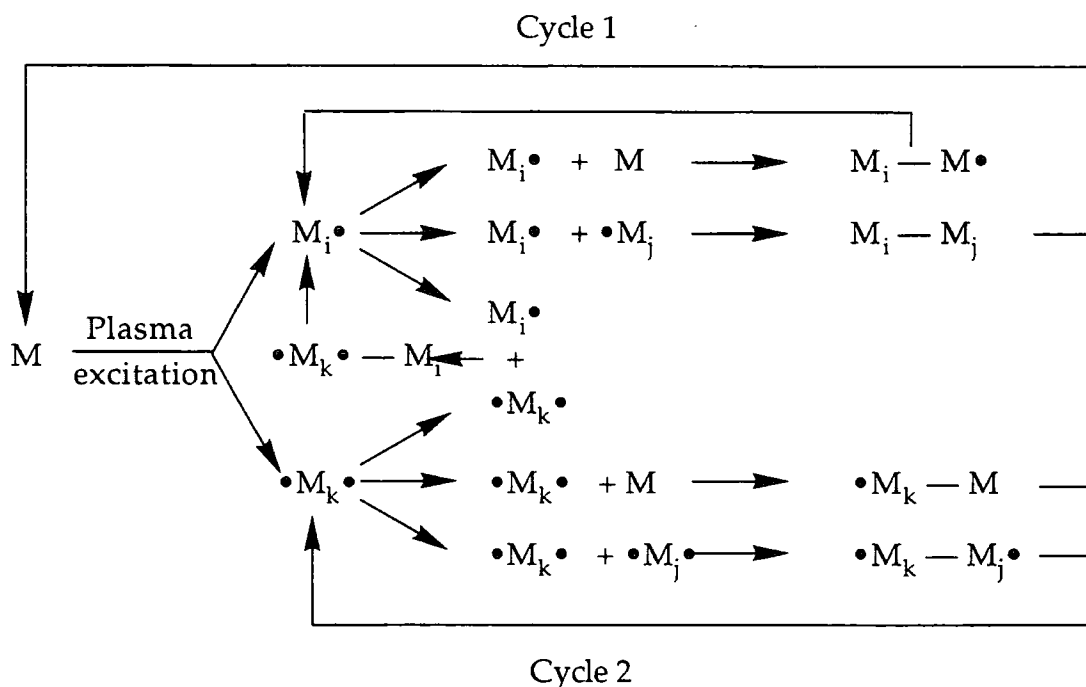 Cycle 1
Mᵢ• + M Mᵢ — M•
Mᵢ• Mᵢ• + •Mⱼ Mᵢ — Mⱼ
Mᵢ•
M Plasma excitation •Mₖ• — Mᵢ +
•Mₖ•
•Mₖ• •Mₖ• + M •Mₖ — M
•Mₖ• + •Mⱼ• •Mₖ — Mⱼ•
Cycle 2